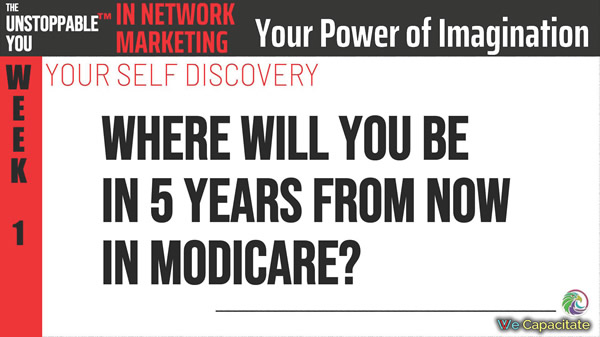 THE
UNSTOPPABLE™
YOU
IN NETWORK
MARKETING
Your Power of Imagination
WEEK 1
YOUR SELF DISCOVERY
WHERE WILL YOU BE
IN 5 YEARS FROM NOW
IN MODICARE?
We Capacitate